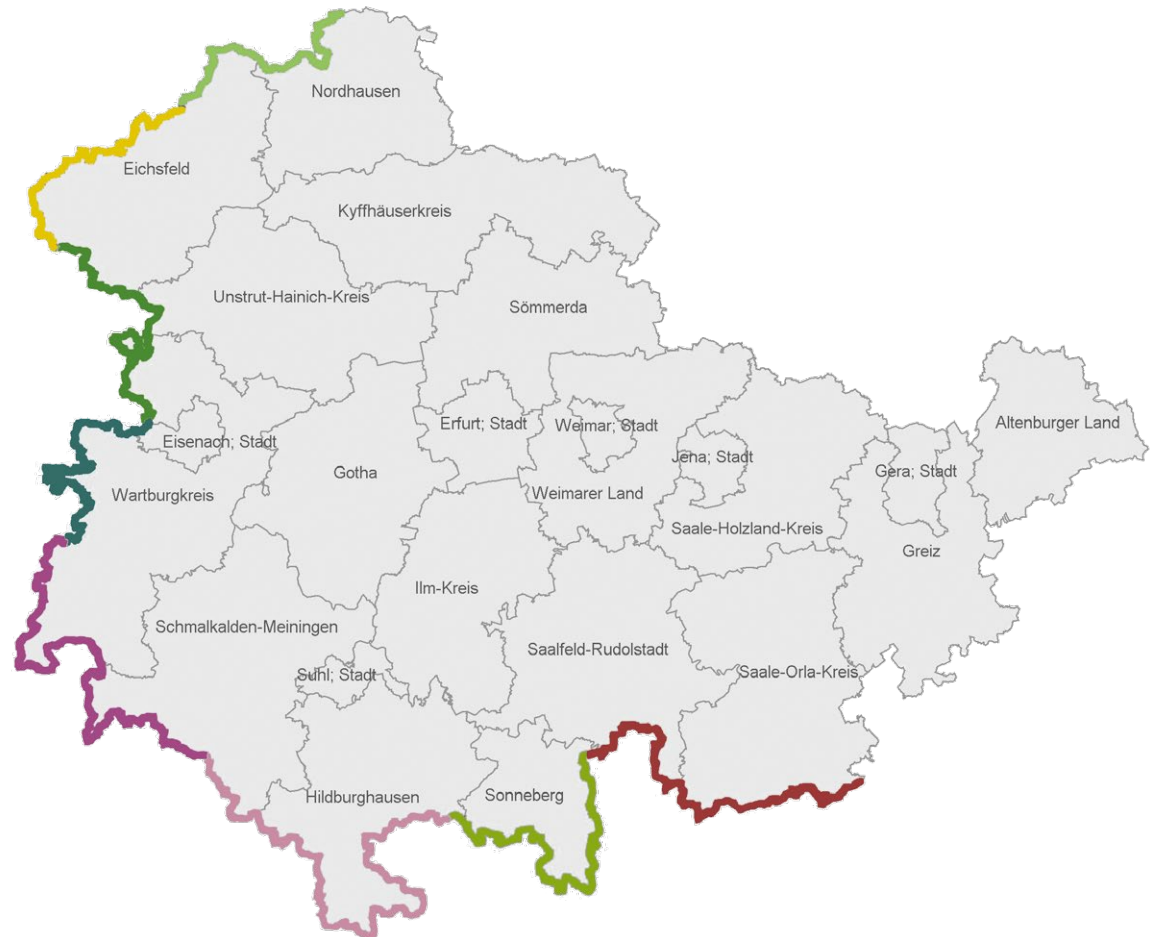 Nordhausen
Eichsfeld
Kyffhäuserkreis
Unstrut-Hainich-Kreis
Sömmerda
Altenburger Land
Eisenach; Stadt
Erfurt; Stadt
Weimar; Stadt
Jena; Stadt
Gera; Stadt
Gotha
Wartburgkreis
Weimarer Land
Saale-Holzland-Kreis
Greiz
Ilm-Kreis
Schmalkalden-Meiningen
Saalfeld-Rudolstadt
Suhl; Stadt
Saale-Orla-Kreis
Hildburghausen
Sonneberg